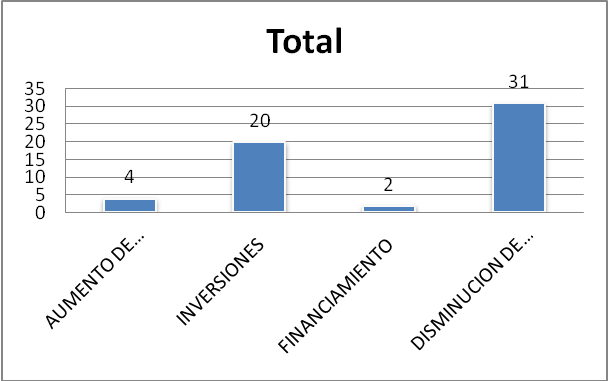 Total
35
30
25
20
15
10
5
0
4
20
2
31
AUMENTO DE...
INVERSIONES
FINANCIAMIENTO
DISMINUCION DE...